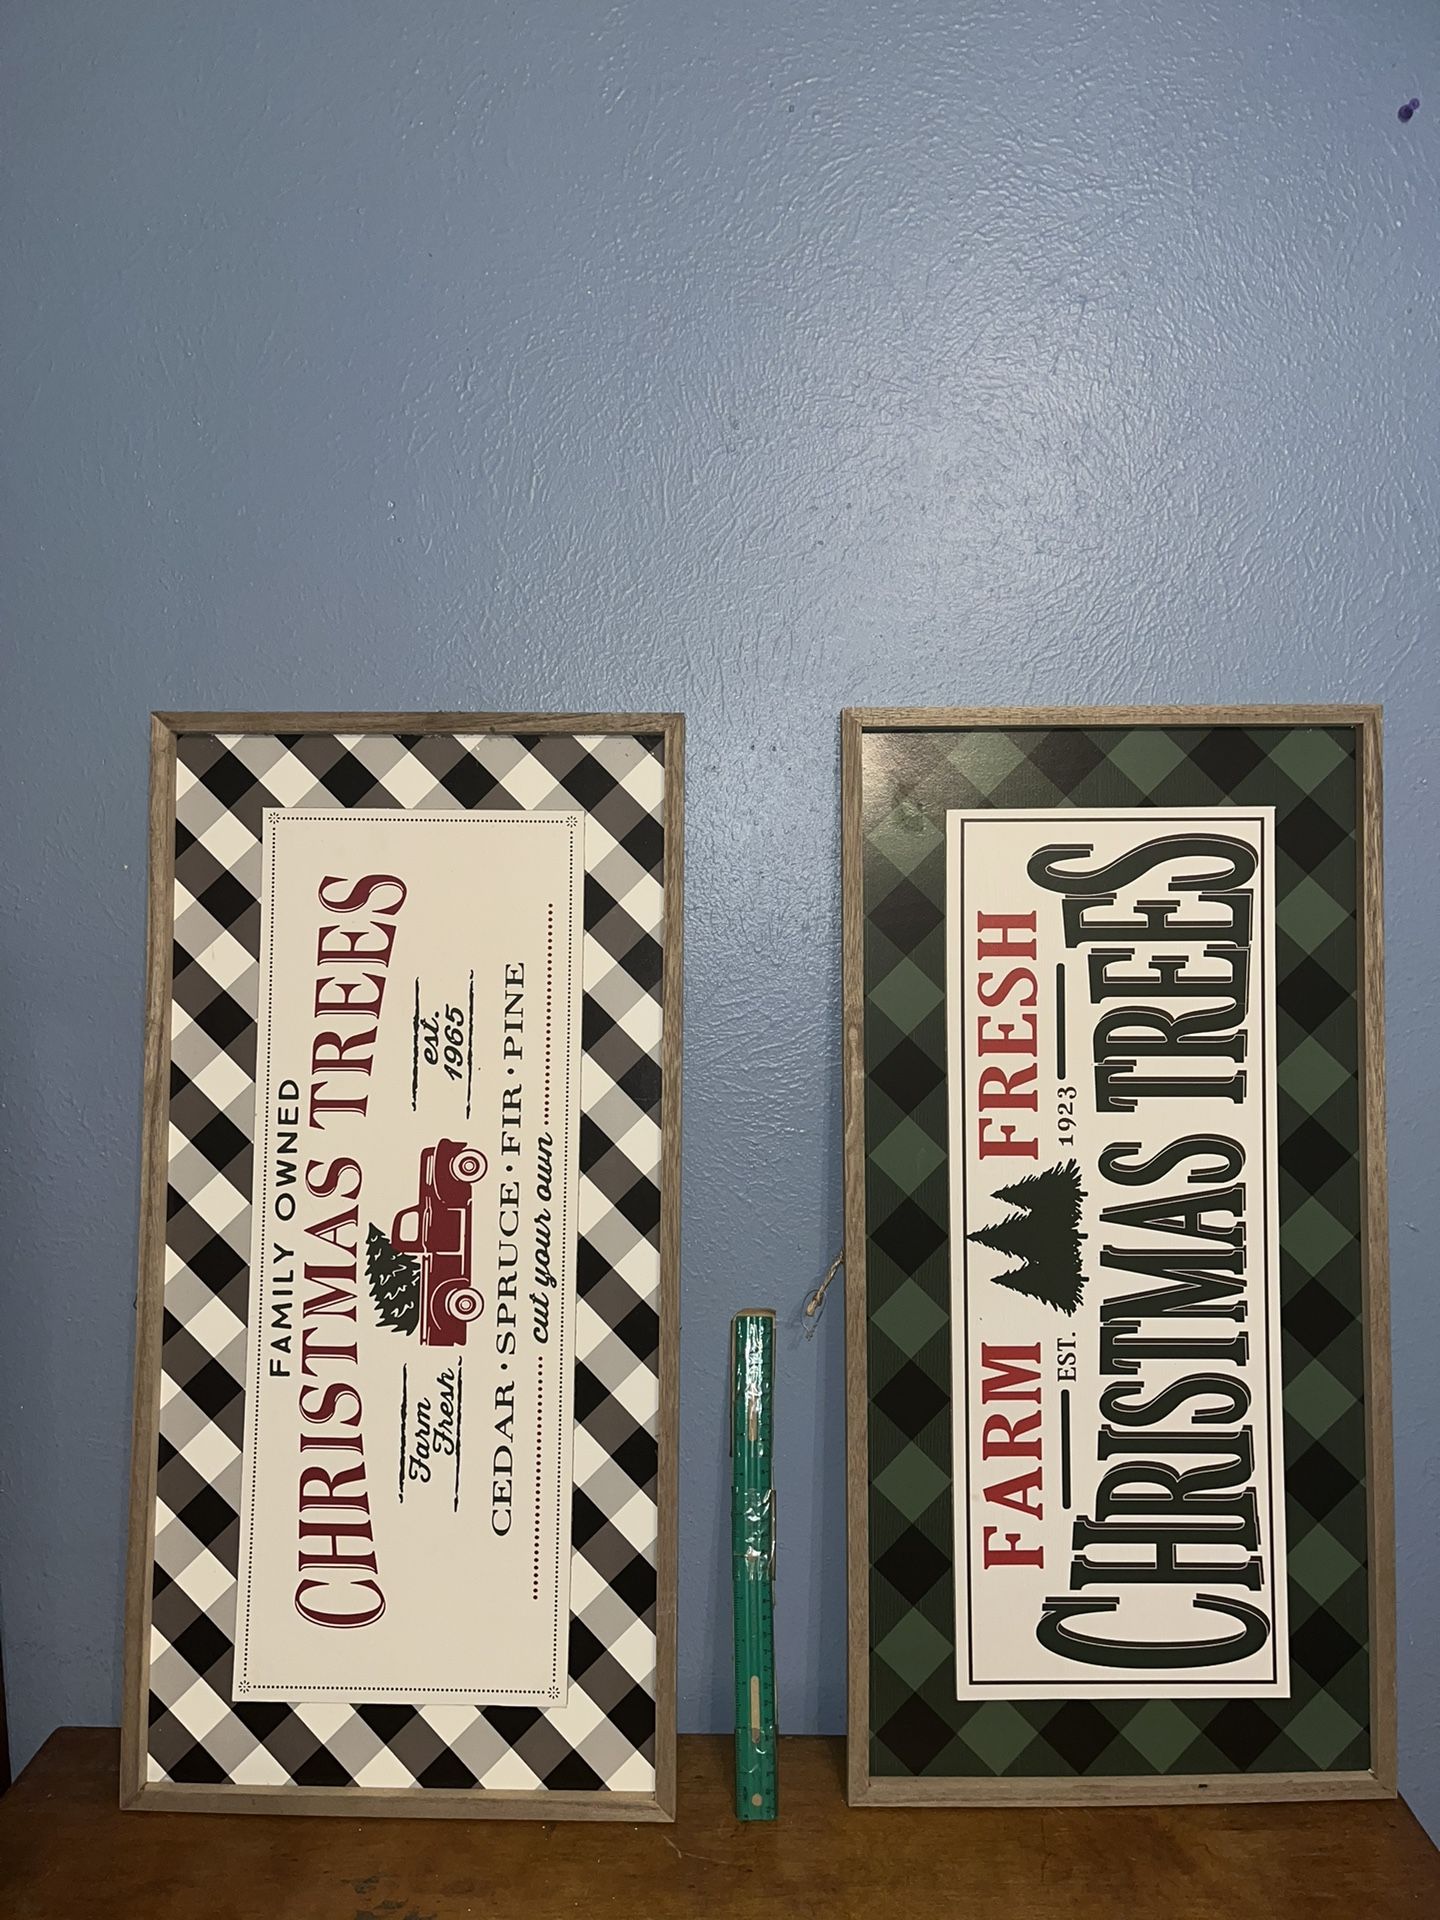 FAMILY OWNED
CHRISTMAS TREES
Farm
Fresh
est.
1965
CEDAR · SPRUCE · FIR · PINE
cut your own
FARM FRESH
EST. 1923
CHRISTMAS TREES